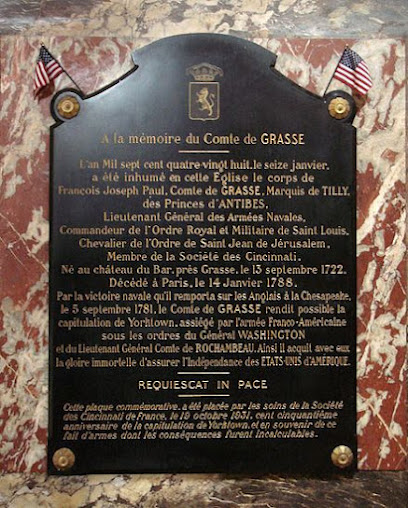 A la mémoire du Comte de GRASSE
L'an Mil sept cent quatre-vingt huit, le seize janvier,
a été inhumé en cette Eglise le corps de
François Joseph Paul, Comte de GRASSE, Marquis de TILLY,
des Princes d'ANTIBES,
Lieutenant Général des Armées Navales,
Commandeur de l'Ordre Royal et Militaire de Saint Louis,
Chevalier de l'Ordre de Saint Jean de Jérusalem,
Membre de la Société des Cincinnati.
Né au château du Bar, près Grasse, le 13 septembre 1722.
Décédé à Paris, le 14 Janvier 1788.
Par la victoire navale qu'il remporta sur les Anglais à la Chesapeake,
le 5 septembre 1781, le Comte de GRASSE rendit possible la
capitulation de Yorktown, assiégé par l'armée Franco-Américaine
sous les ordres du Général WASHINGTON
et du Lieutenant Général Comte de ROCHAMBEAU. Ainsi il acquit avec eux
la gloire immortelle d'assurer l'Indépendance des ETATS-UNIS d'AMÉRIQUE.
REQUIESCAT IN PACE
Cette plaque commémorative, a été placée par les soins de la Société
des Cincinnati de France, le 19 octobre 1931, cent cinquantième
anniversaire de la capitulation de Yorktown, et en souvenir de ce
fait d'armes dont les conséquences furent incalculables.